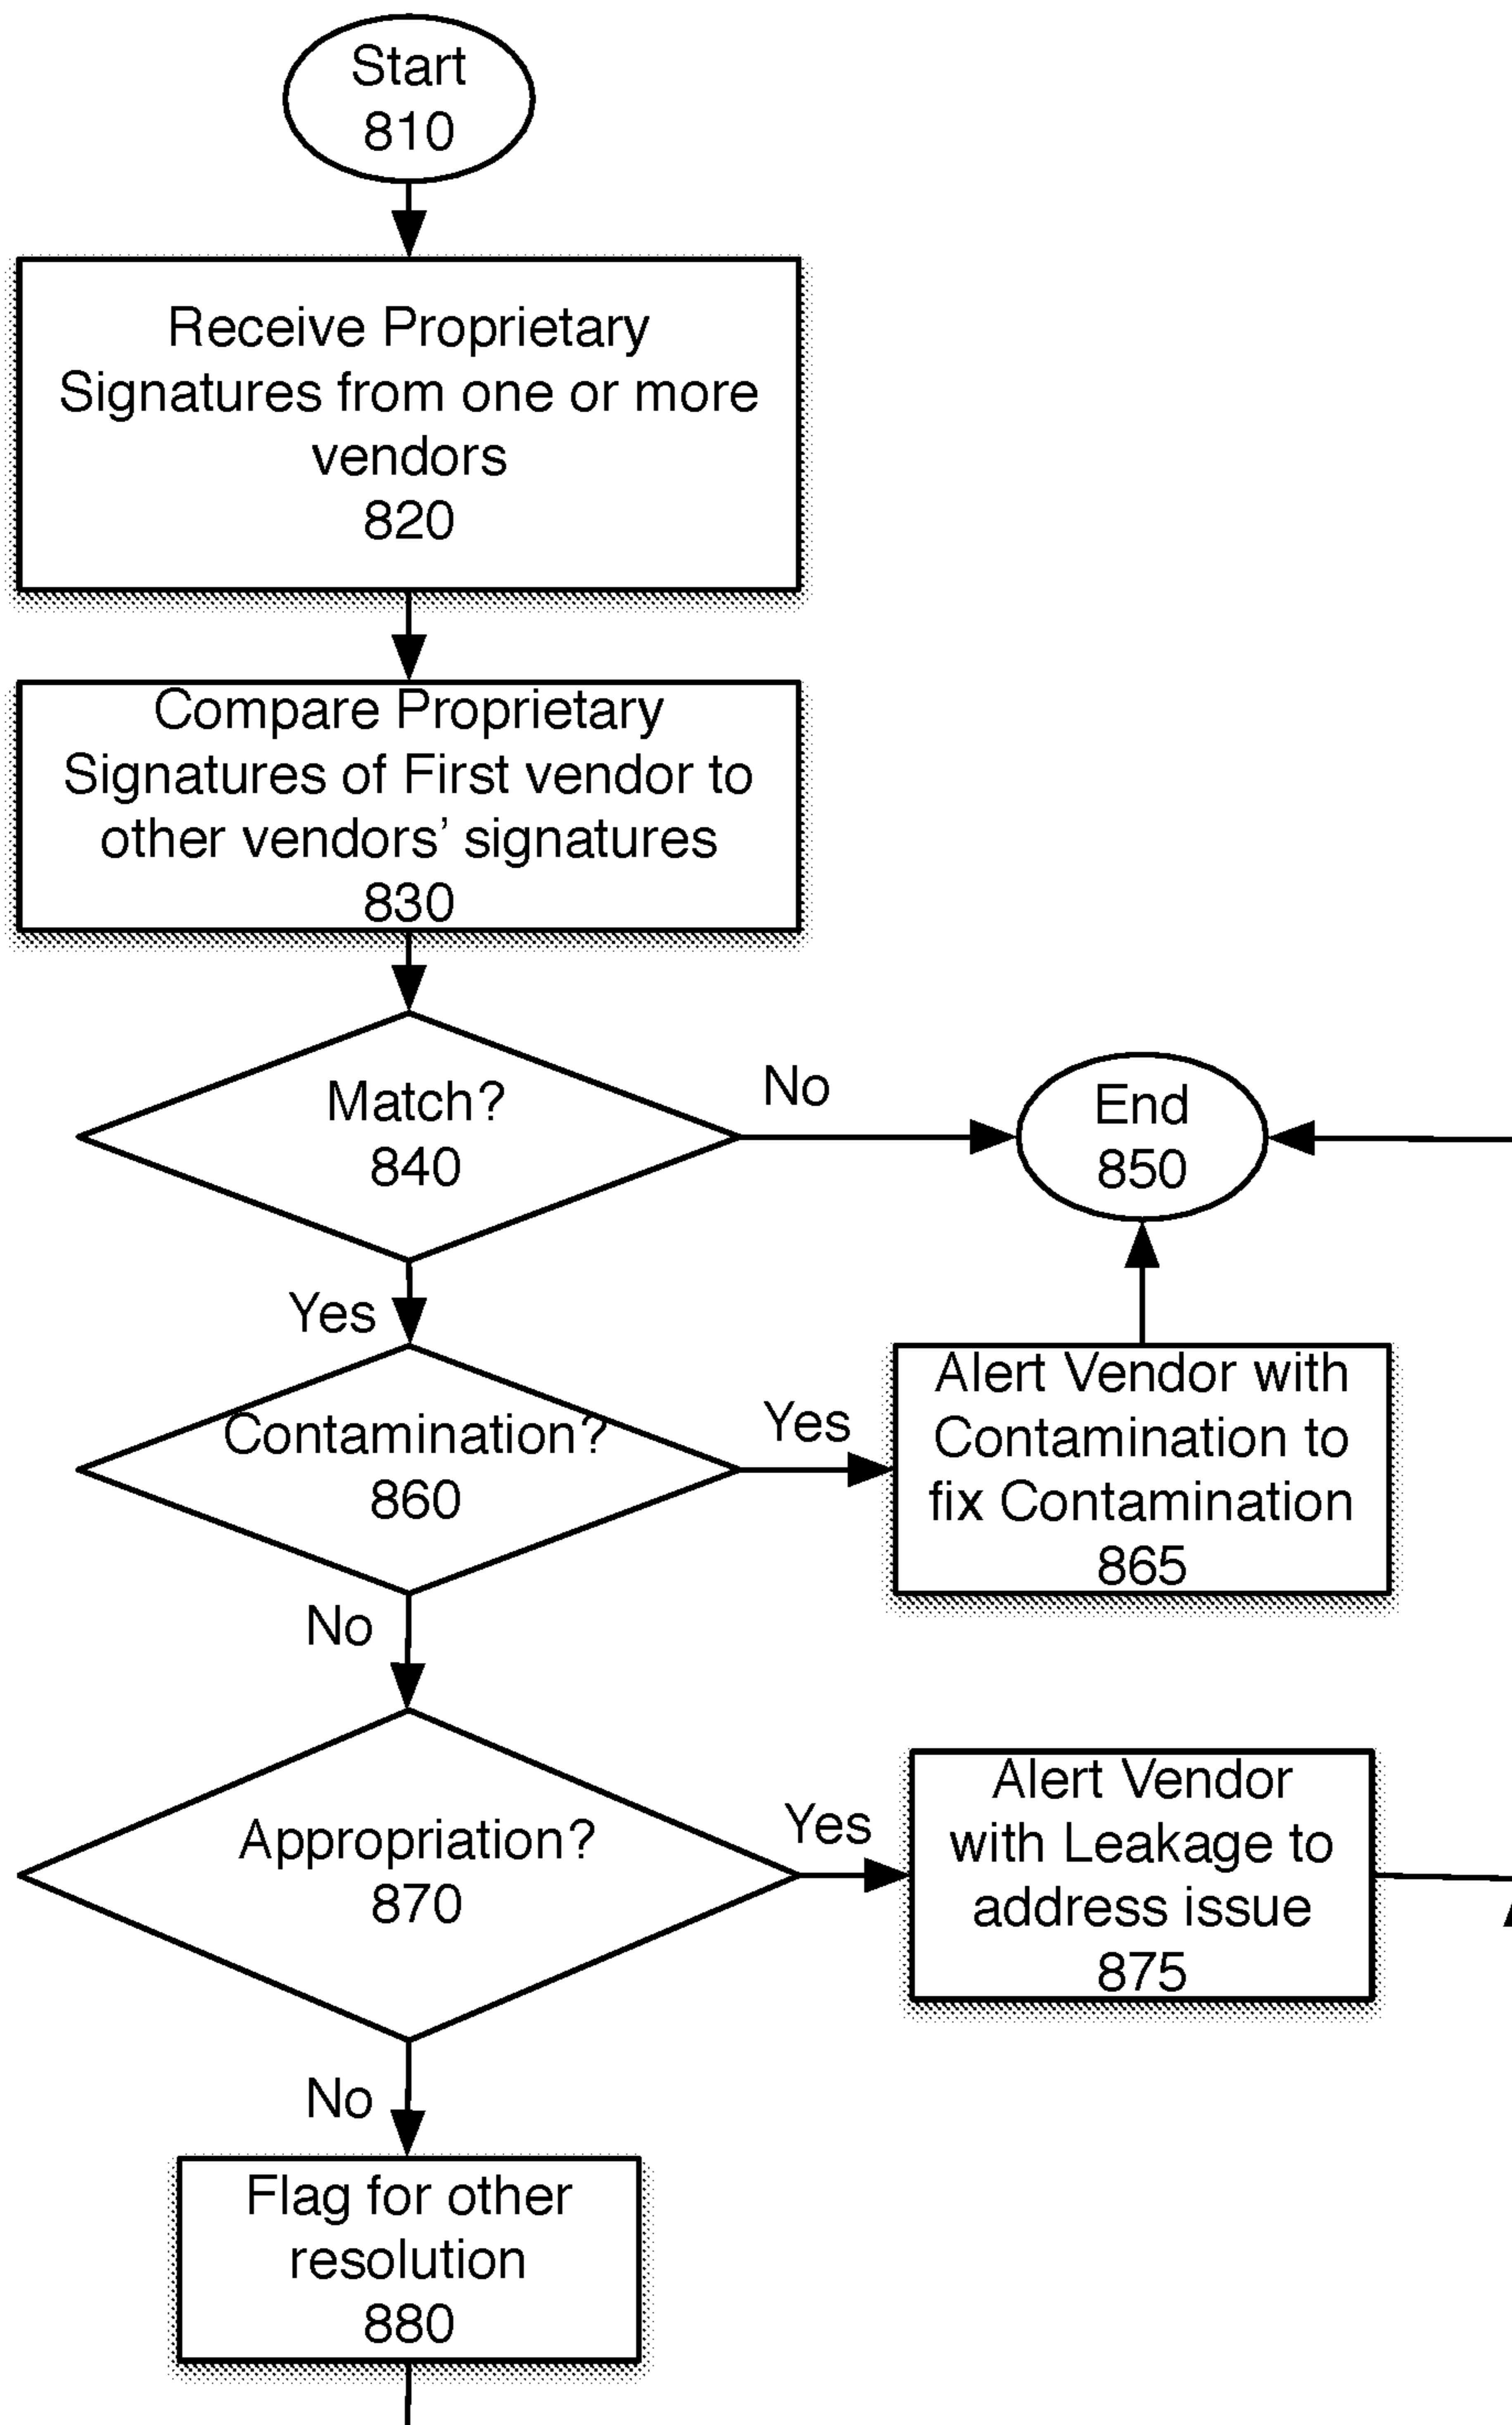 Start
810
Receive Proprietary
Signatures from one or more
vendors
820
Compare Proprietary
Signatures of First vendor to
other vendors’ signatures
830
Match?
840
No
End
850
Yes
Contamination?
860
Yes
Alert Vendor with
Contamination to
fix Contamination
865
No
Appropriation?
870
Yes
Alert Vendor
with Leakage to
address issue
875
No
Flag for other
resolution
880